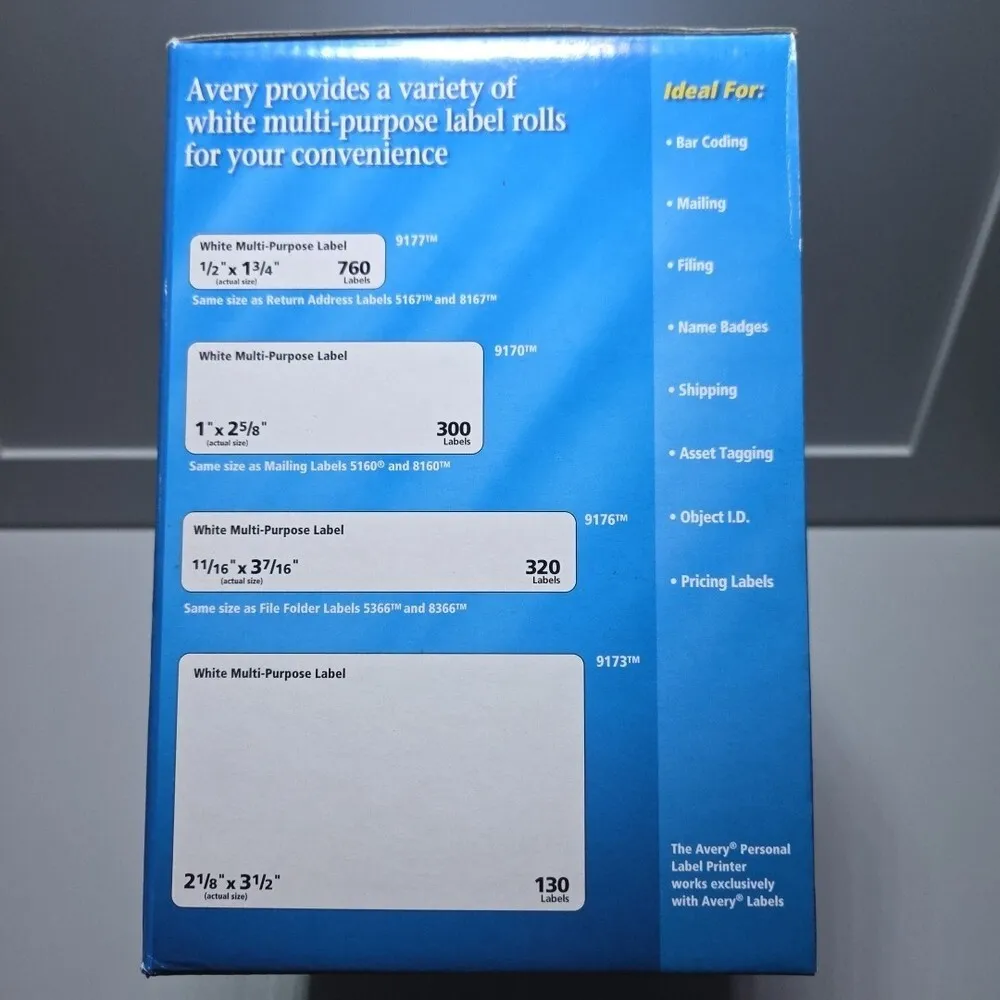 Avery provides a variety of
white multi-purpose label rolls
for your convenience
White Multi-Purpose Label
9177™
1/2" x 1 3/4"
(actual size)
760
Labels
Same size as Return Address Labels 5167™ and 8167™
White Multi-Purpose Label
9170™
1" x 2 5/8"
(actual size)
300
Labels
Same size as Mailing Labels 5160® and 8160™
White Multi-Purpose Label
9176™
11/16" x 3 7/16"
(actual size)
320
Labels
Same size as File Folder Labels 5366™ and 8366™
White Multi-Purpose Label
9173™
2 1/8" x 3 1/2"
(actual size)
130
Labels
Ideal For:
• Bar Coding
• Mailing
• Filing
• Name Badges
• Shipping
• Asset Tagging
• Object I.D.
• Pricing Labels
The Avery® Personal
Label Printer
works exclusively
with Avery® Labels